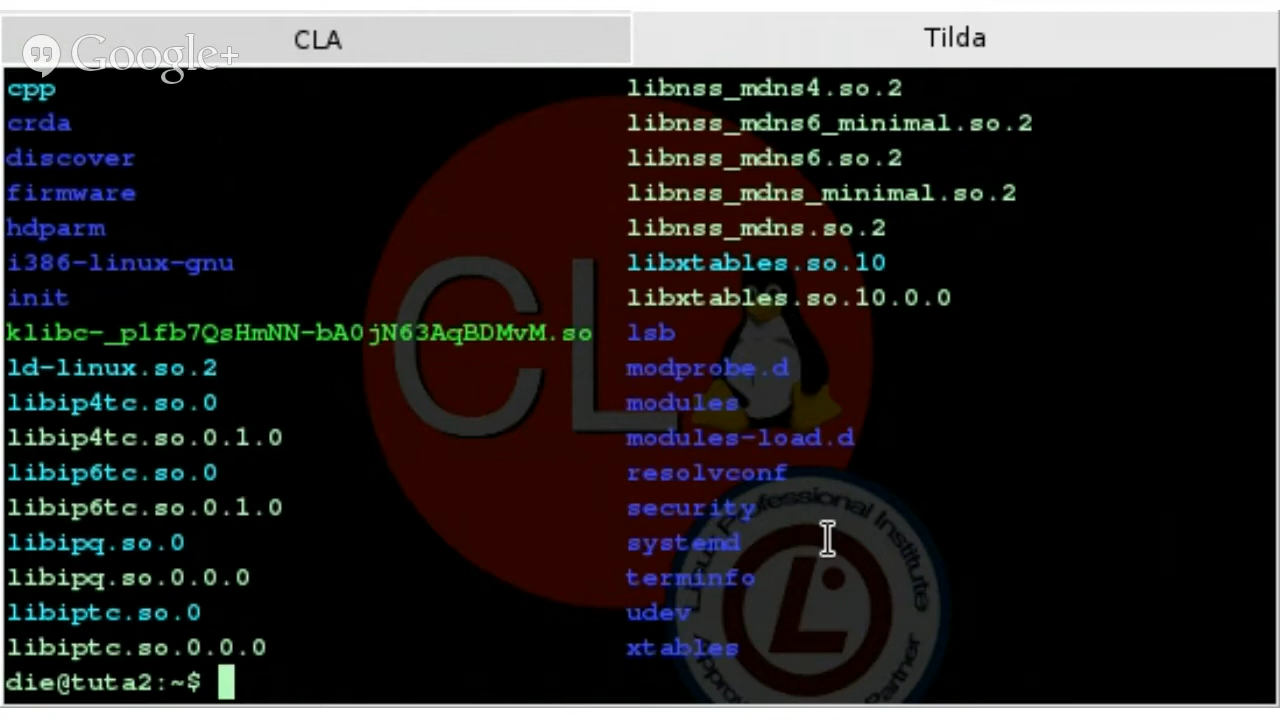 CLA
Tilda
Google+
cpp
crda
discover
firmware
hdparm
i386-linux-gnu
init
klibc-_p1fb7QsHmNN-bA0jN63AqBDMvM.so
ld-linux.so.2
libip4tc.so.0
libip4tc.so.0.1.0
libip6tc.so.0
libip6tc.so.0.1.0
libipq.so.0
libipq.so.0.0.0
libiptc.so.0
libiptc.so.0.0.0
die@tuta2:~$
libnss_mdns4.so.2
libnss_mdns6_minimal.so.2
libnss_mdns6.so.2
libnss_mdns_minimal.so.2
libnss_mdns.so.2
libxtables.so.10
libxtables.so.10.0.0
lsb
modprobe.d
modules
modules-load.d
resolvconf
security
systemd
terminfo
udev
xtables
CL
Professional Institute
Partner